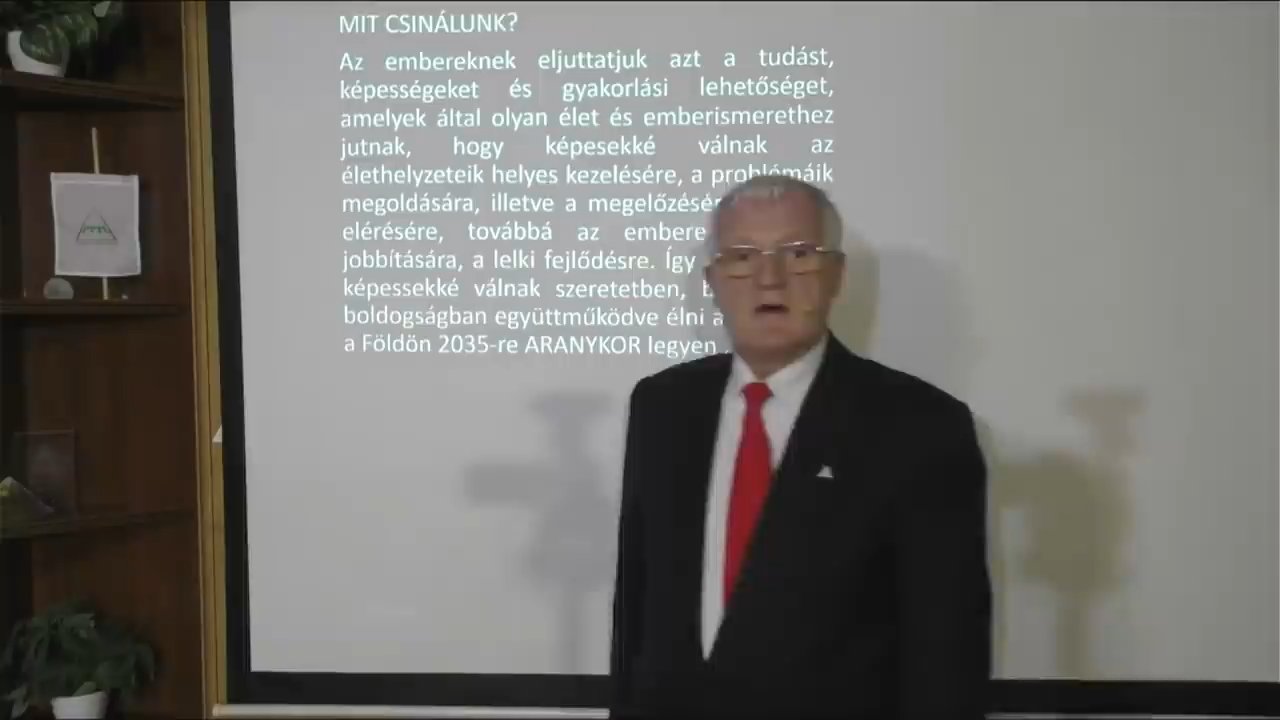 MIT CSINÁLUNK?
Az embereknek eljuttatjuk azt a tudást,
képességeket és gyakorlási lehetőséget,
amelyek által olyan élet és emberismerethez
jutnak, hogy képesekké válnak az
élethelyzeteik helyes kezelésére, a problémáik
megoldására, illetve a
elérésére, továbbá az
jobbítására, a lelki fejlődésre. Így
képessekké válnak szeretetben,
boldogságban együttműködve élni
a Földön 2035-re ARANYKOR legyen